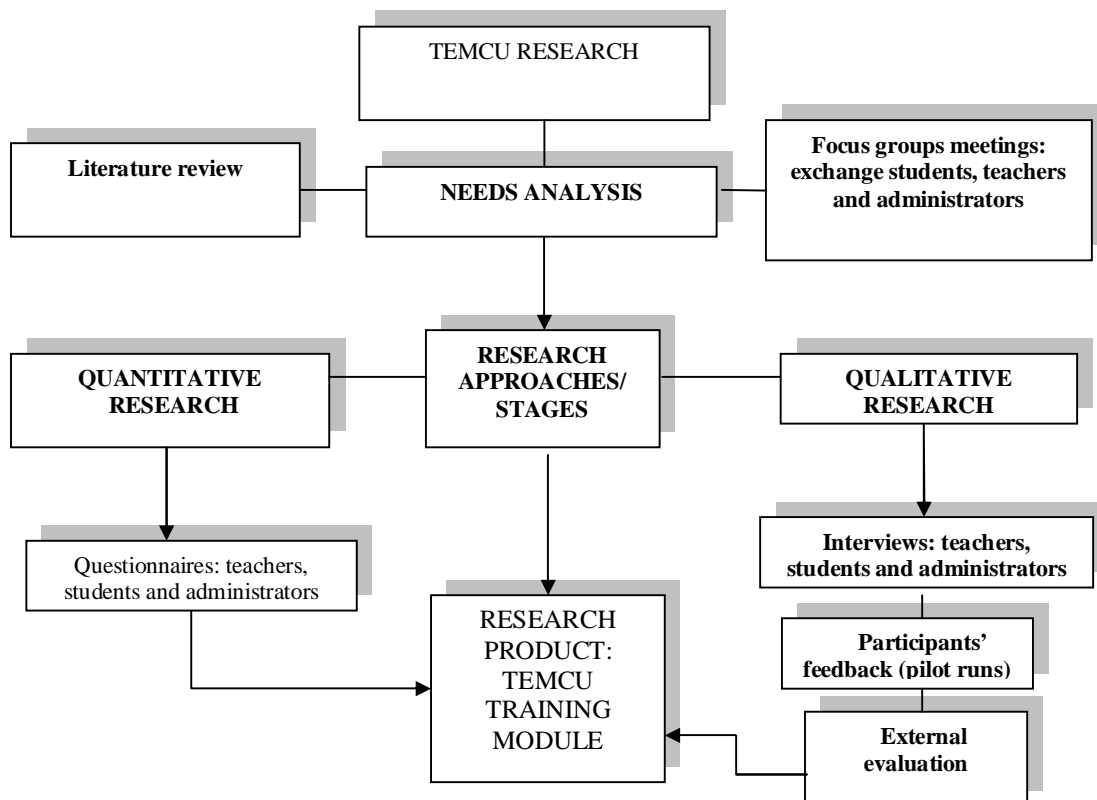 TEMCU RESEARCH
Literature review
NEEDS ANALYSIS
Focus groups meetings:
exchange students, teachers
and administrators
QUANTITATIVE
RESEARCH
RESEARCH
APPROACHES/
STAGES
QUALITATIVE
RESEARCH
Questionnaires: teachers,
students and administrators
Interviews: teachers,
students and administrators
RESEARCH
PRODUCT:
TEMCU
TRAINING
MODULE
Participants’
feedback (pilot runs)
External
evaluation